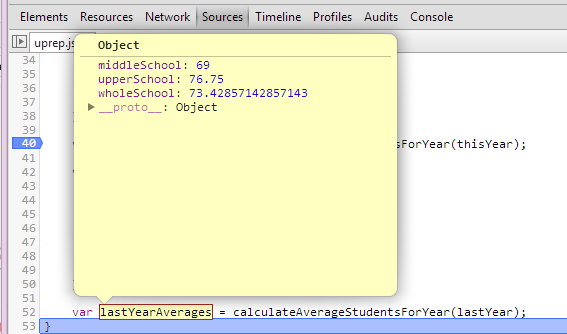 Elements Resources Network Sources Timeline Profiles Audits Console
uprep.js
Object
34
middleSchool: 69
35
upperSchool: 76.75
36
wholeSchool: 73.42857142857143
37
__proto__: Object
38
39
40 sForYear(thisYear);
41
42
43
44
45
46
47
48
49
50
51
52 var lastYearAverages = calculateAverageStudentsForYear(lastYear);
53 }